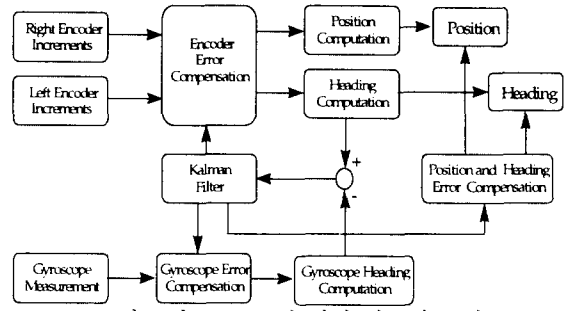 Right Encoder
Increments
Left Encoder
Increments
Encoder
Error
Compensation
Position
Computation
Position
Heading
Computation
Heading
+
-
Kalman
Filter
Position and Heading
Error Compensation
Gyroscope
Measurement
Gyroscope Error
Compensation
Gyroscope Heading
Computation